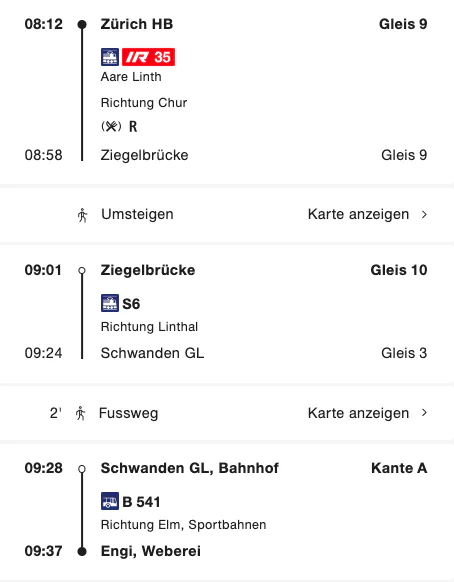 08:12 Zürich HB Gleis 9
IR 35
Aare Linth
Richtung Chur
(  ) R
08:58 Ziegelbrücke Gleis 9
Umsteigen Karte anzeigen
09:01 Ziegelbrücke Gleis 10
S6
Richtung Linthal
09:24 Schwanden GL Gleis 3
2' Fussweg Karte anzeigen
09:28 Schwanden GL, Bahnhof Kante A
B 541
Richtung Elm, Sportbahnen
09:37 Engi, Weberei